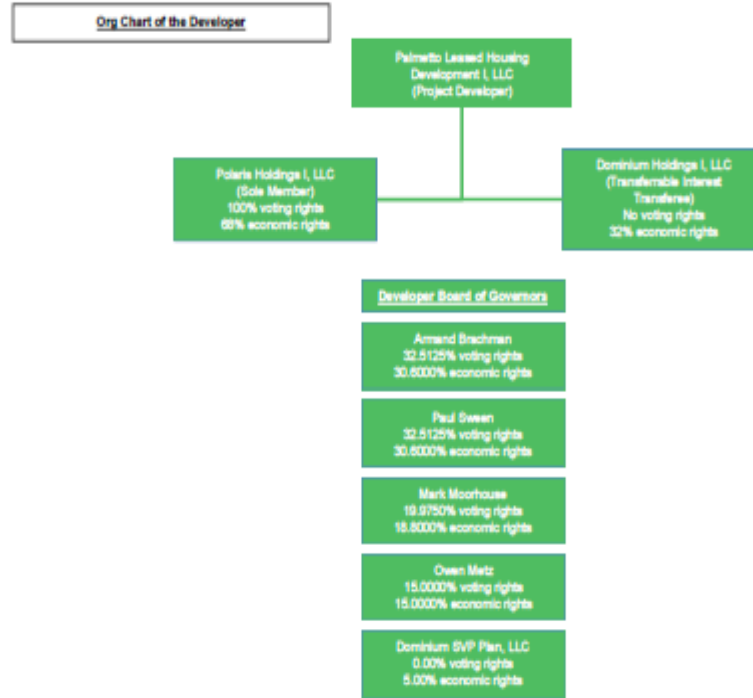 Org Chart of the Developer
Palmetto Leased Housing
Development I, LLC
(Project Developer)
Polaris Holdings I, LLC
(Sole Member)
100% voting rights
68% economic rights
Dominium Holdings I, LLC
(Transferrable Interest
Transferee)
No voting rights
32% economic rights
Developer Board of Governors
Armand Brachman
32.5125% voting rights
30.6000% economic rights
Paul Sween
32.5125% voting rights
30.6000% economic rights
Mark Moorhouse
19.9750% voting rights
18.8000% economic rights
Owen Metz
15.0000% voting rights
15.0000% economic rights
Dominium SVP Plan, LLC
0.00% voting rights
5.00% economic rights